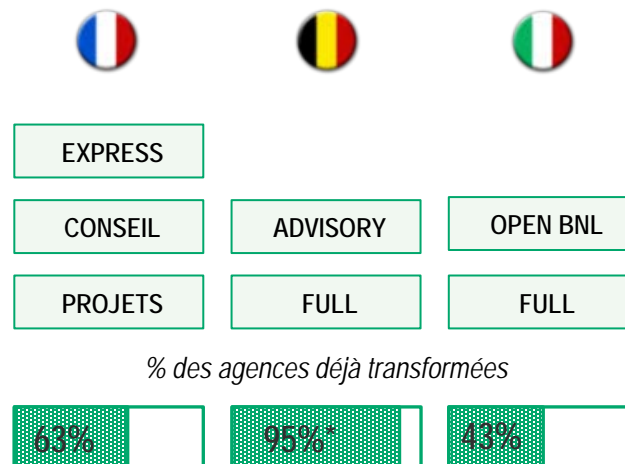 EXPRESS
CONSEIL ADVISORY OPEN BNL
PROJETS FULL FULL
% des agences déjà transformées
63% 95%* 43%